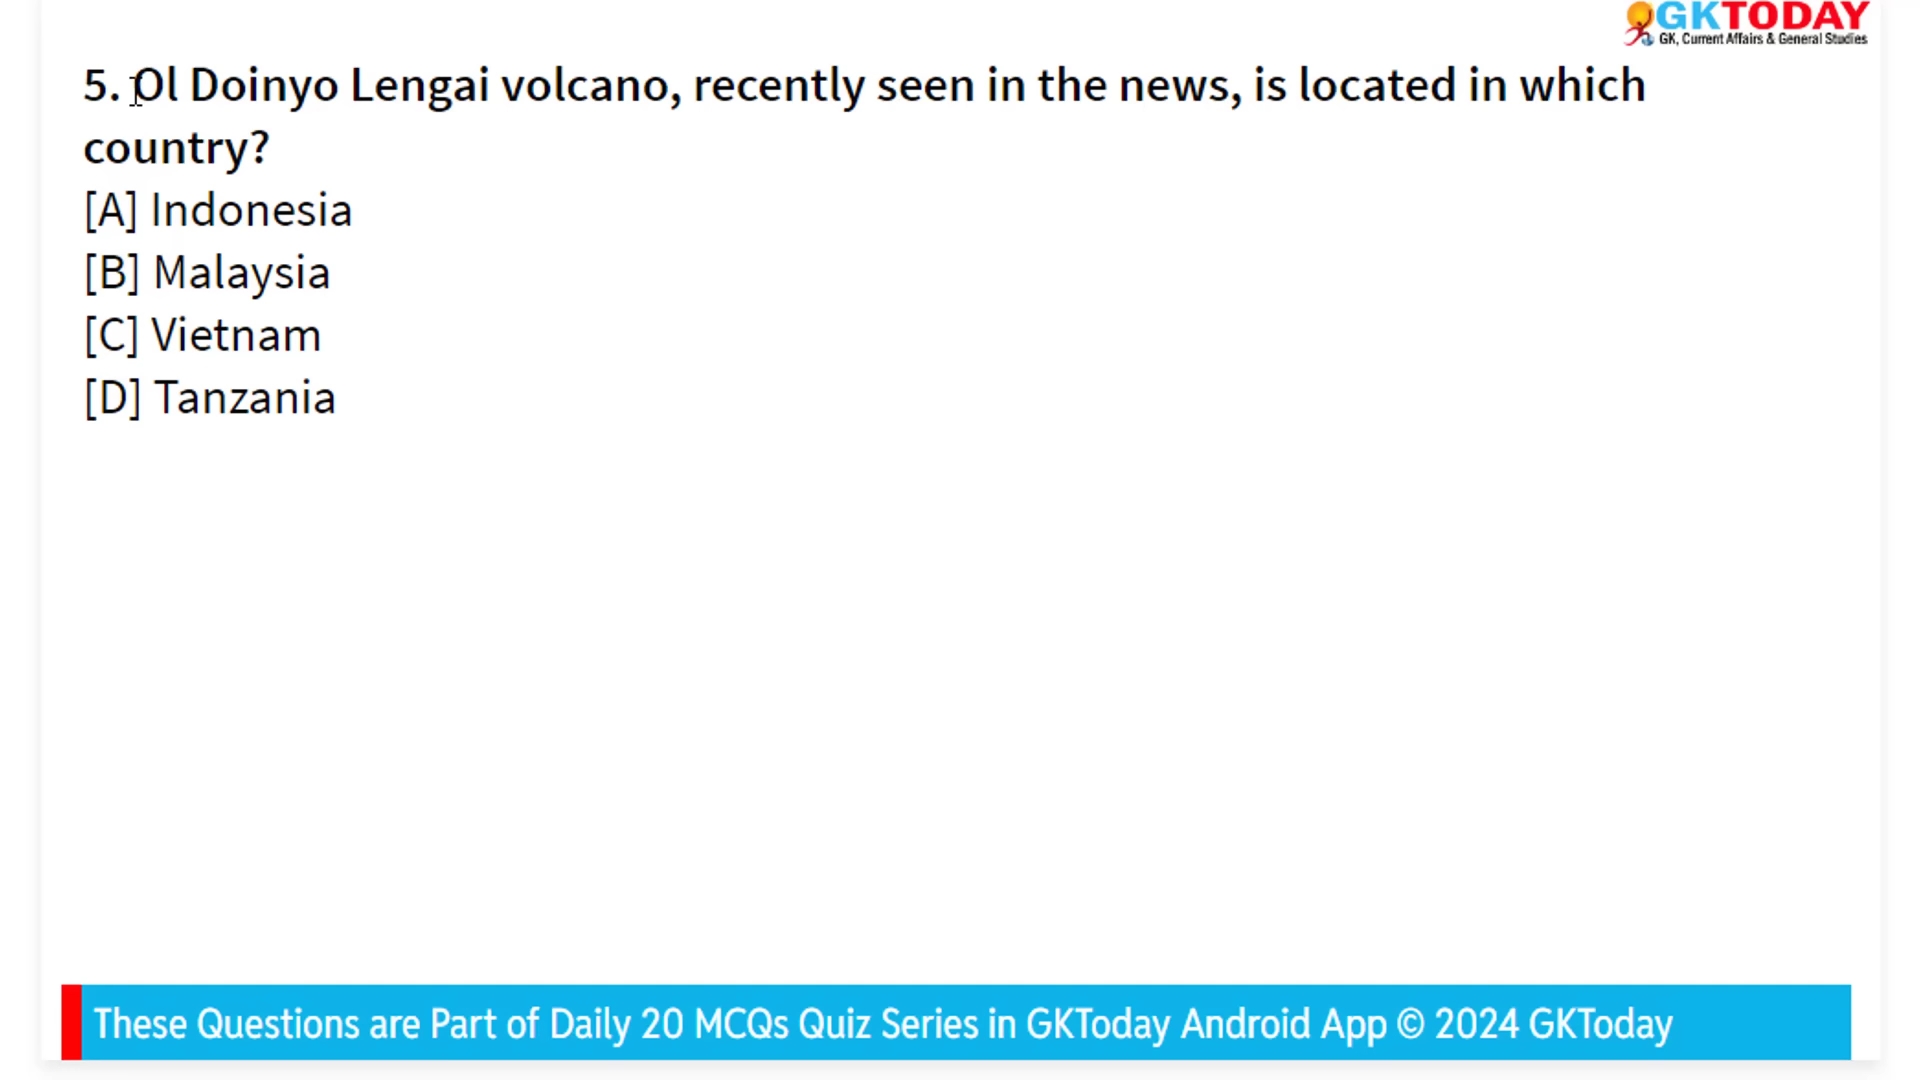 GKTODAY
GK, Current Affairs & General Studies
5. Ol Doinyo Lengai volcano, recently seen in the news, is located in which
country?
[A] Indonesia
[B] Malaysia
[C] Vietnam
[D] Tanzania
These Questions are Part of Daily 20 MCQs Quiz Series in GKToday Android App © 2024 GKToday